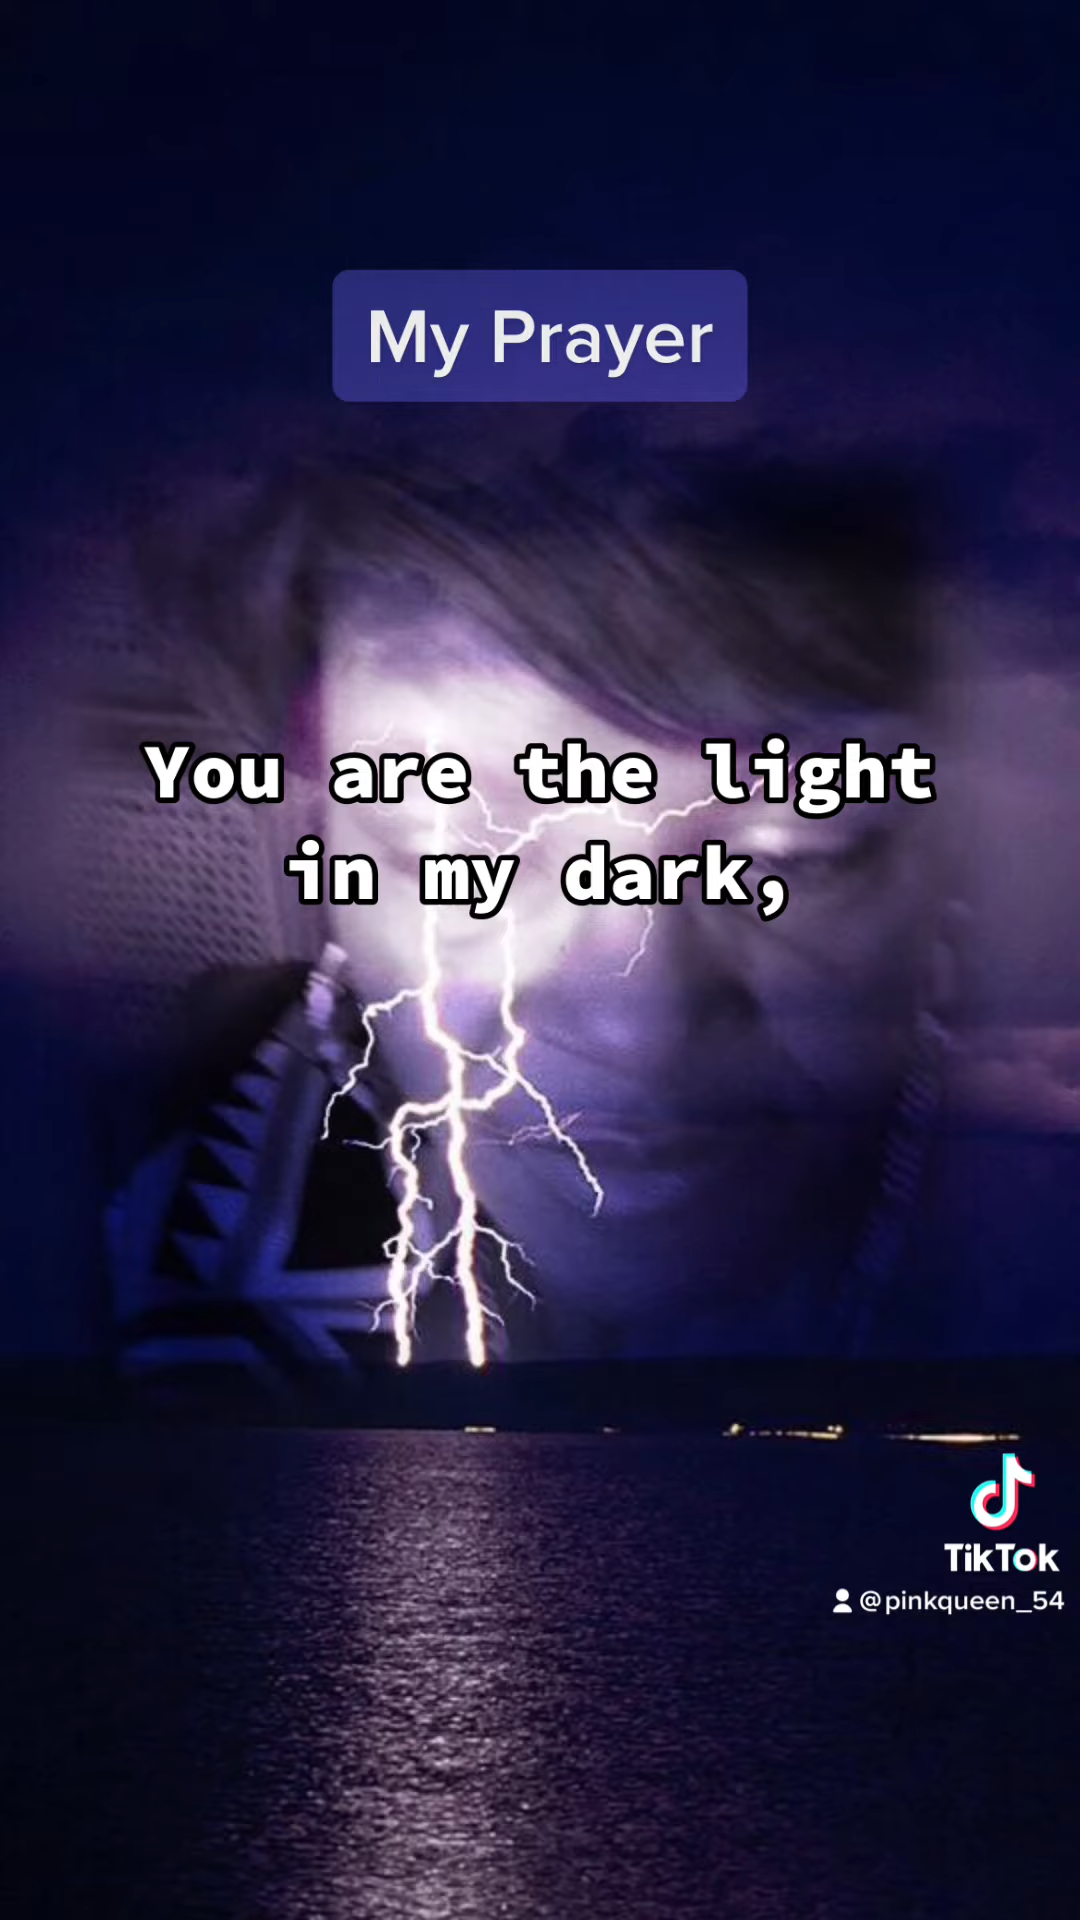 My Prayer
You are the light
in my dark,
TikTok
@pinkqueen_54